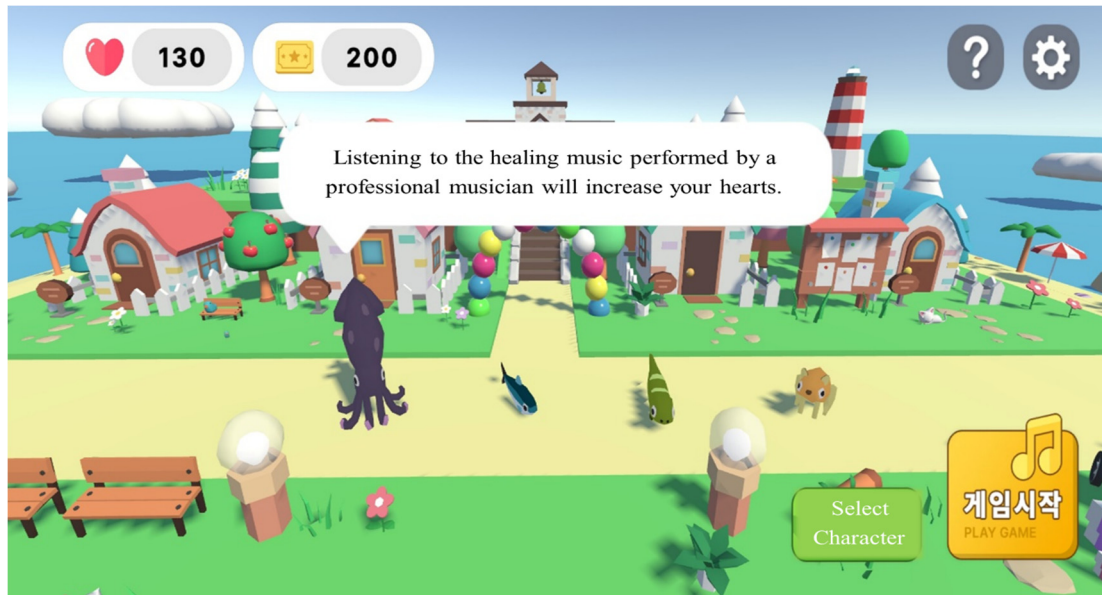 130
200
?
Listening to the healing music performed by a
professional musician will increase your hearts.
Select
Character
게임시작
PLAY GAME